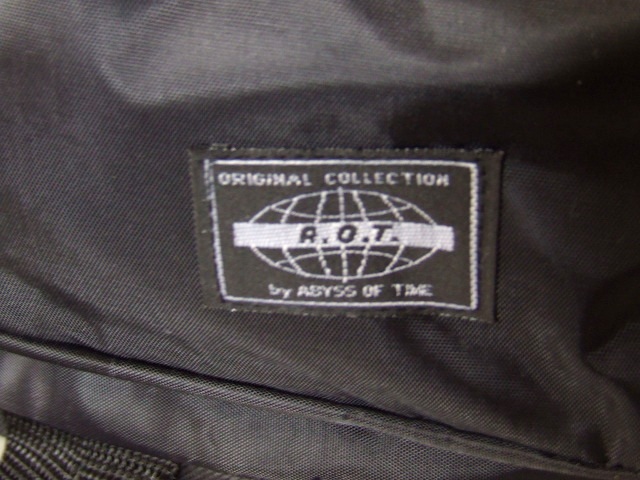 ORIGINAL COLLECTION
A.O.T.
by ABYSS OF TIME